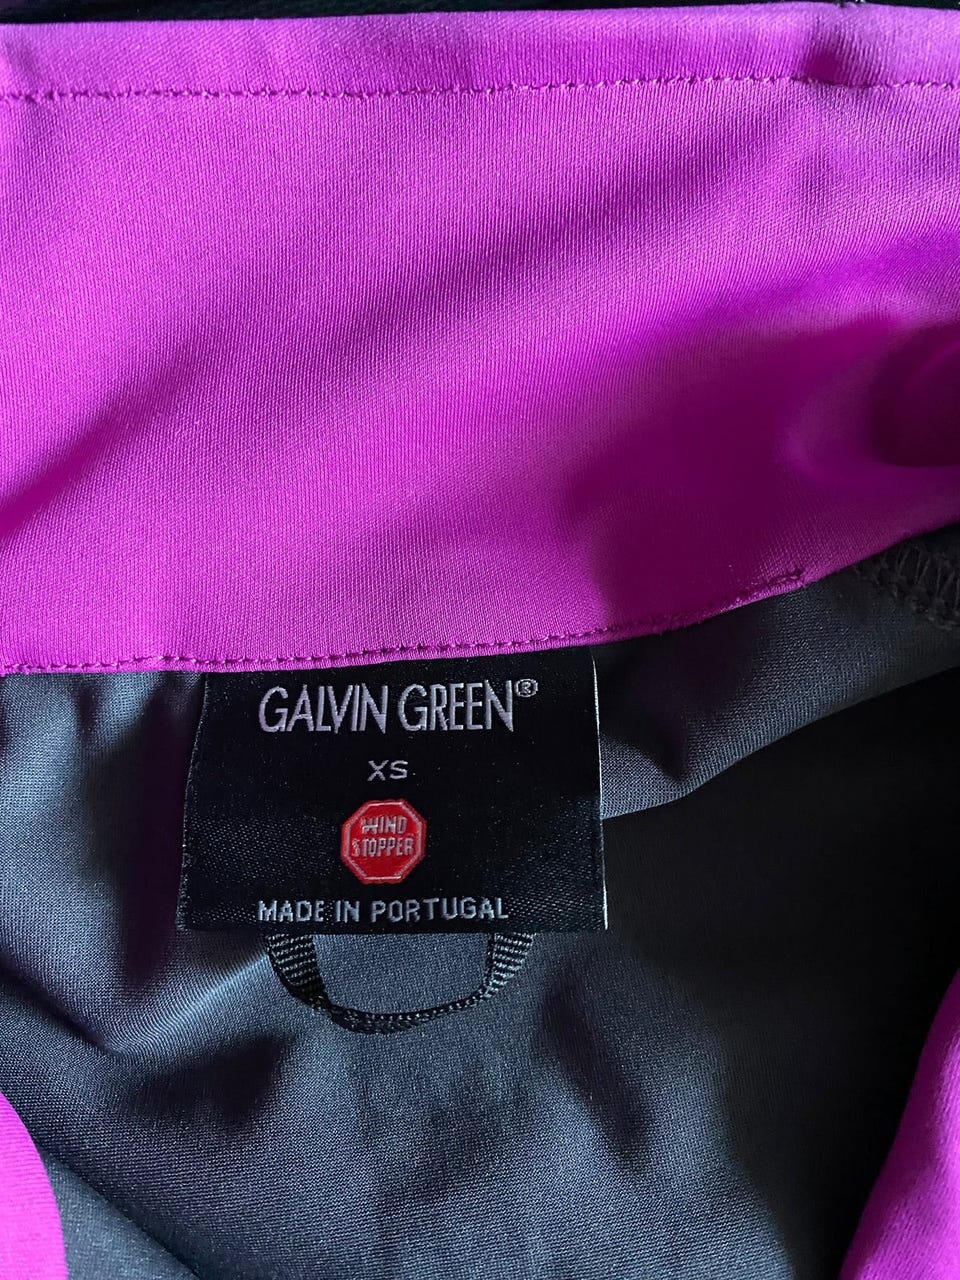 GALVIN GREEN®
XS
WIND
STOPPER
MADE IN PORTUGAL